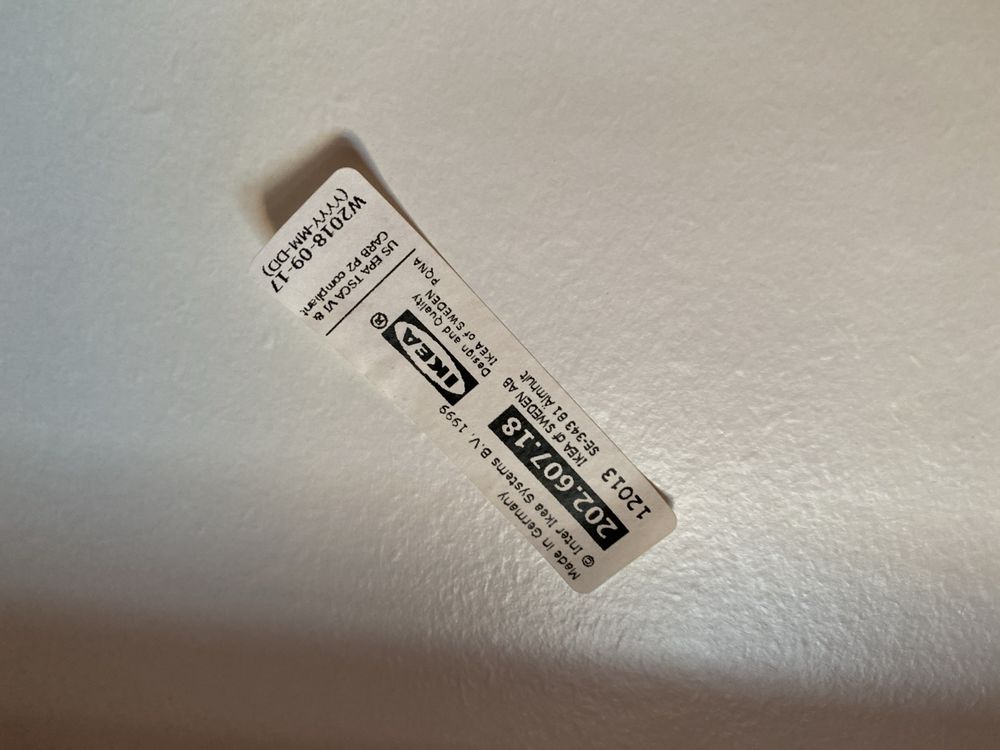 12013
202.607.18
IKEA of SWEDEN AB
SE-343 81 Älmhult
© Inter Ikea Systems B.V. 1999
Made in Germany
IKEA®
Design and Quality
IKEA of SWEDEN
PQNA
US EPA TSCA VI &
CARB P2 compliant
W2018-09-17
(YYYY-MM-DD)